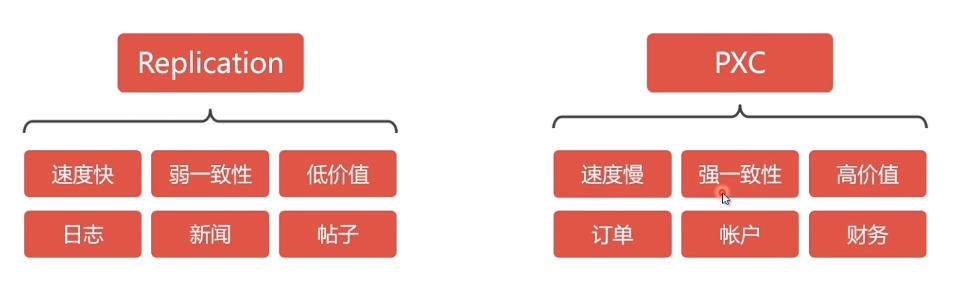 Replication
PXC
速度快 弱一致性 低价值
日志 新闻 帖子
速度慢 强一致性 高价值
订单 帐户 财务